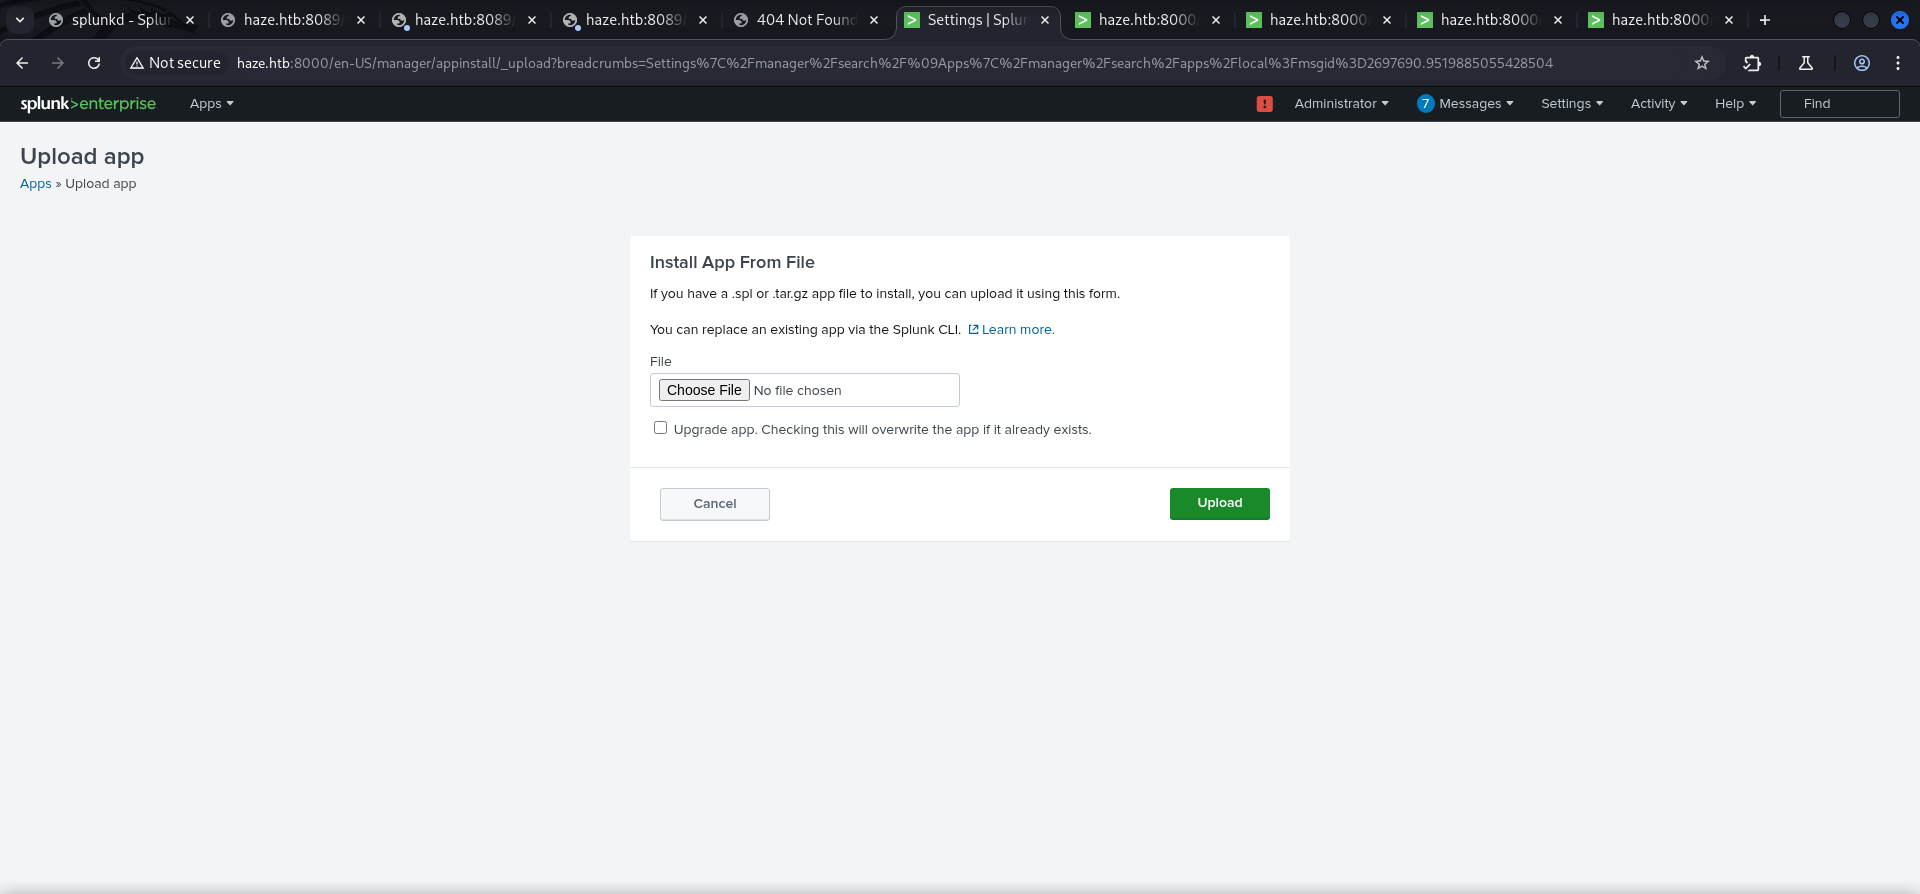 splunkd - Splun haze.htb:8089/ haze.htb:8089/ haze.htb:8089/ 404 Not Found Settings | Splun haze.htb:8000/ haze.htb:8000/ haze.htb:8000/ haze.htb:8000/
Not secure haze.htb:8000/en-US/manager/appinstall/_upload?breadcrumbs=Settings%7C%2Fmanager%2Fsearch%2F%09Apps%7C%2Fmanager%2Fsearch%2Fapps%2Flocal%3Fmsgid%3D2697690.9519885055428504
splunk>enterprise Apps Administrator 7 Messages Settings Activity Help Find
Upload app
Apps » Upload app
Install App From File
If you have a .spl or .tar.gz app file to install, you can upload it using this form.
You can replace an existing app via the Splunk CLI. Learn more.
File
Choose File No file chosen
Upgrade app. Checking this will overwrite the app if it already exists.
Cancel Upload